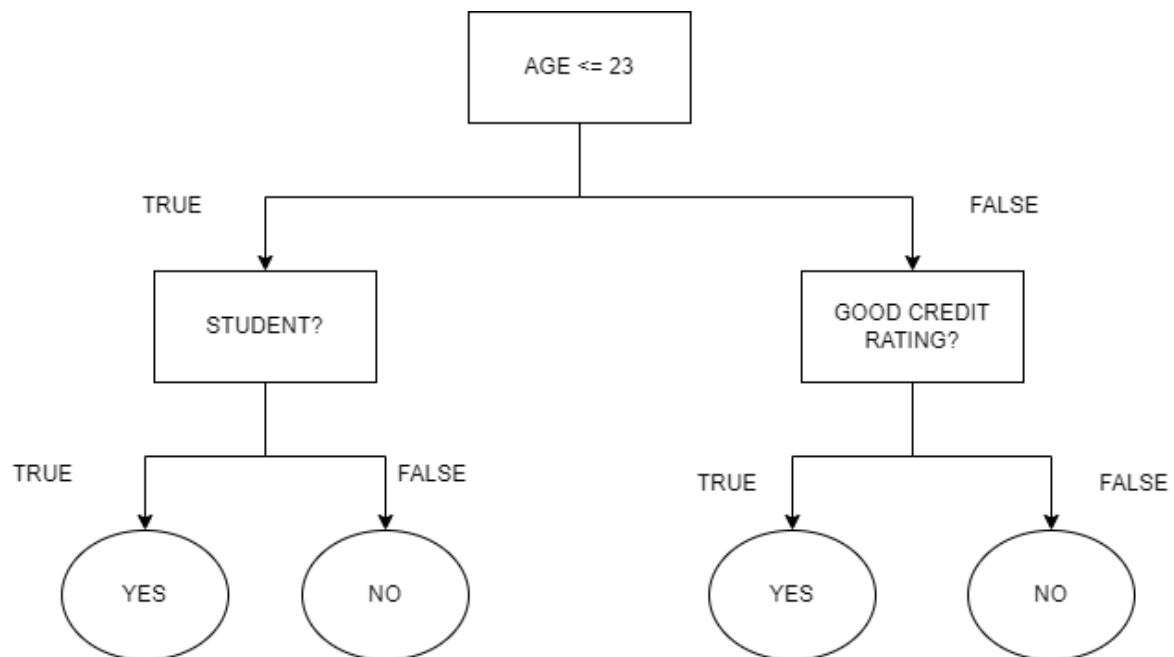 AGE <= 23
TRUE
FALSE
STUDENT?
GOOD CREDIT
RATING?
TRUE
FALSE
TRUE
FALSE
YES
NO
YES
NO